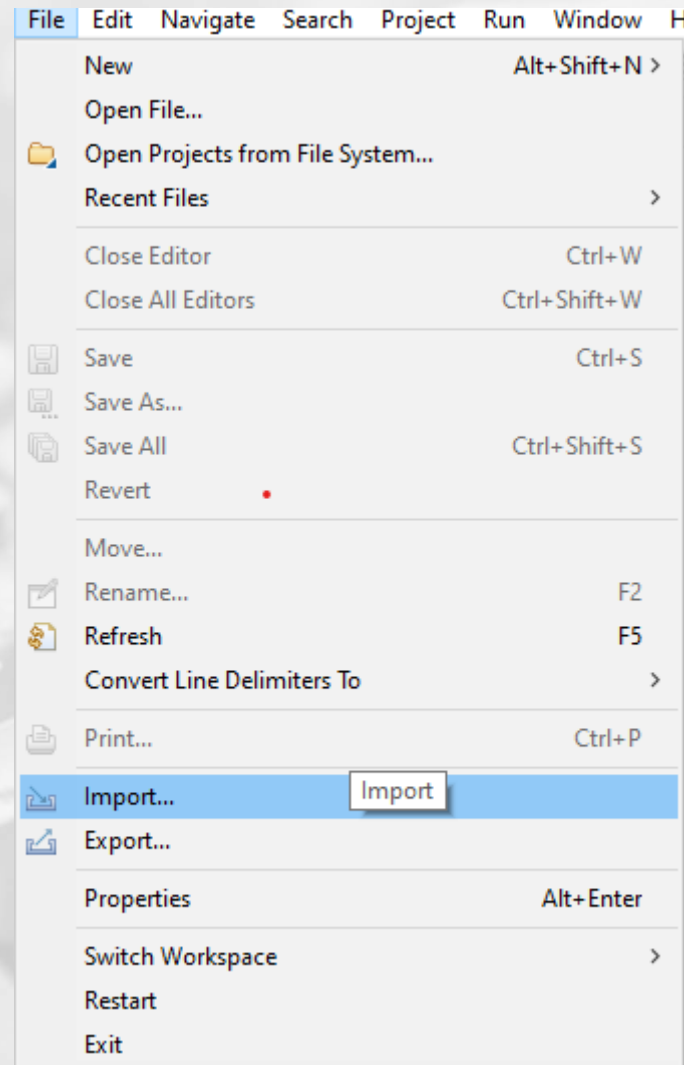 File Edit Navigate Search Project Run Window H
New Alt+Shift+N >
Open File...
Open Projects from File System...
Recent Files >
Close Editor Ctrl+W
Close All Editors Ctrl+Shift+W
Save Ctrl+S
Save As...
Save All Ctrl+Shift+S
Revert
Move...
Rename... F2
Refresh F5
Convert Line Delimiters To >
Print... Ctrl+P
Import... Import
Export...
Properties Alt+Enter
Switch Workspace >
Restart
Exit